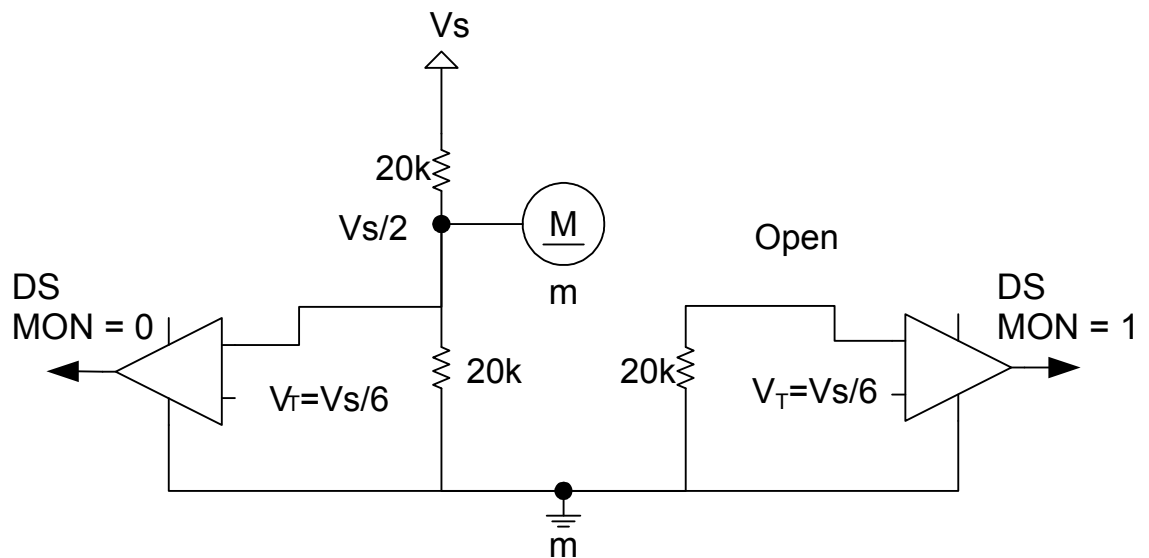 Vs
20k
Vs/2
M
Open
m
DS
MON = 0
DS
MON = 1
20k
20k
VT=Vs/6
VT=Vs/6
m